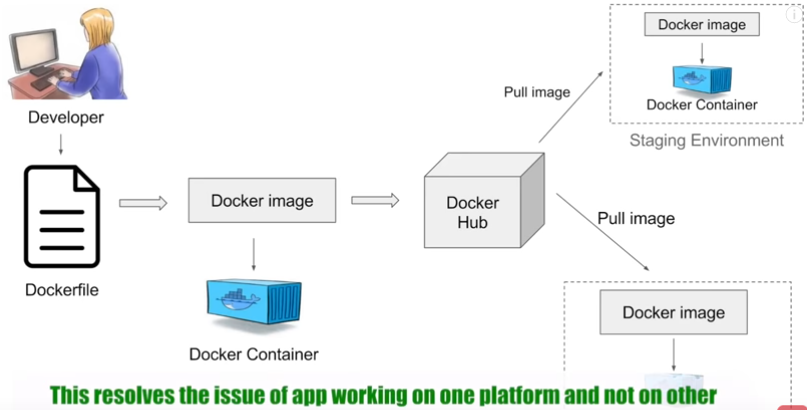 Docker image
Docker Container
Staging Environment
Pull image
Developer
Docker image
Docker
Hub
Pull image
Dockerfile
Docker Container
Docker image
This resolves the issue of app working on one platform and not on other